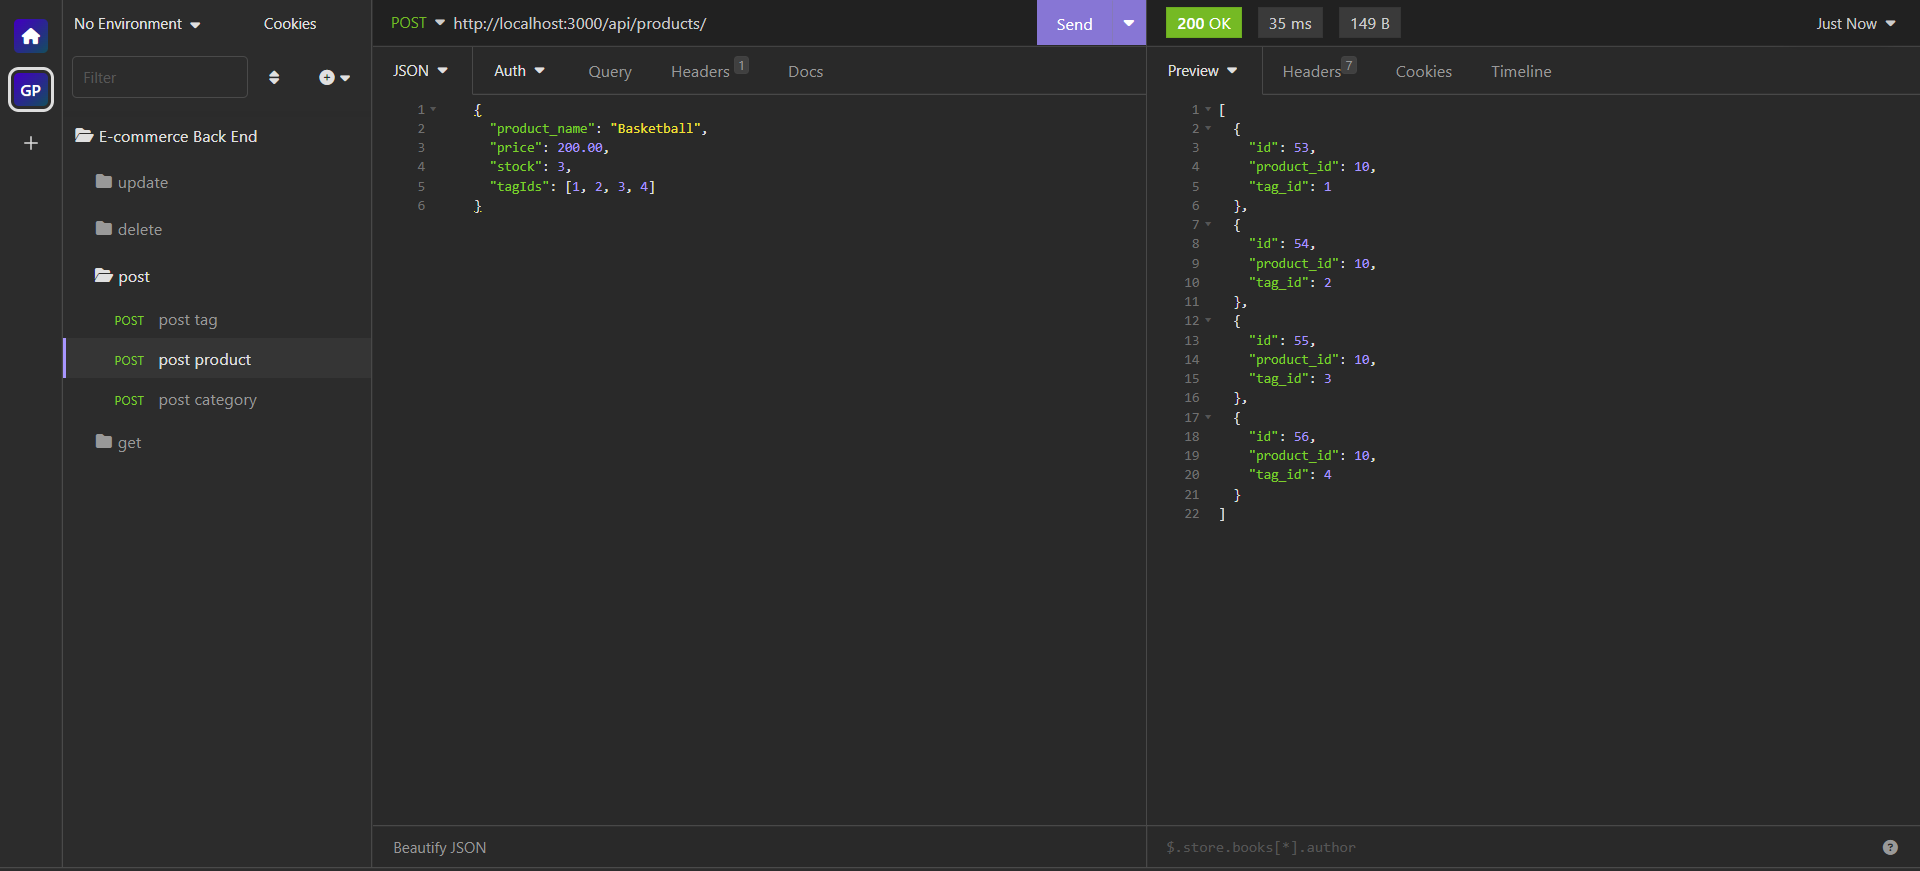 No Environment
Cookies
POST http://localhost:3000/api/products/
Send
200 OK
35 ms
149 B
Just Now
GP
Filter
JSON
Auth
Query
Headers 1
Docs
Preview
Headers 7
Cookies
Timeline
E-commerce Back End
update
delete
post
POST post tag
POST post product
POST post category
get
1 {
2 "product_name": "Basketball",
3 "price": 200.00,
4 "stock": 3,
5 "tagIds": [1, 2, 3, 4]
6 }
1 [
2 {
3 "id": 53,
4 "product_id": 10,
5 "tag_id": 1
6 },
7 {
8 "id": 54,
9 "product_id": 10,
10 "tag_id": 2
11 },
12 {
13 "id": 55,
14 "product_id": 10,
15 "tag_id": 3
16 },
17 {
18 "id": 56,
19 "product_id": 10,
20 "tag_id": 4
21 }
22 ]
Beautify JSON
$.store.books[*].author
?